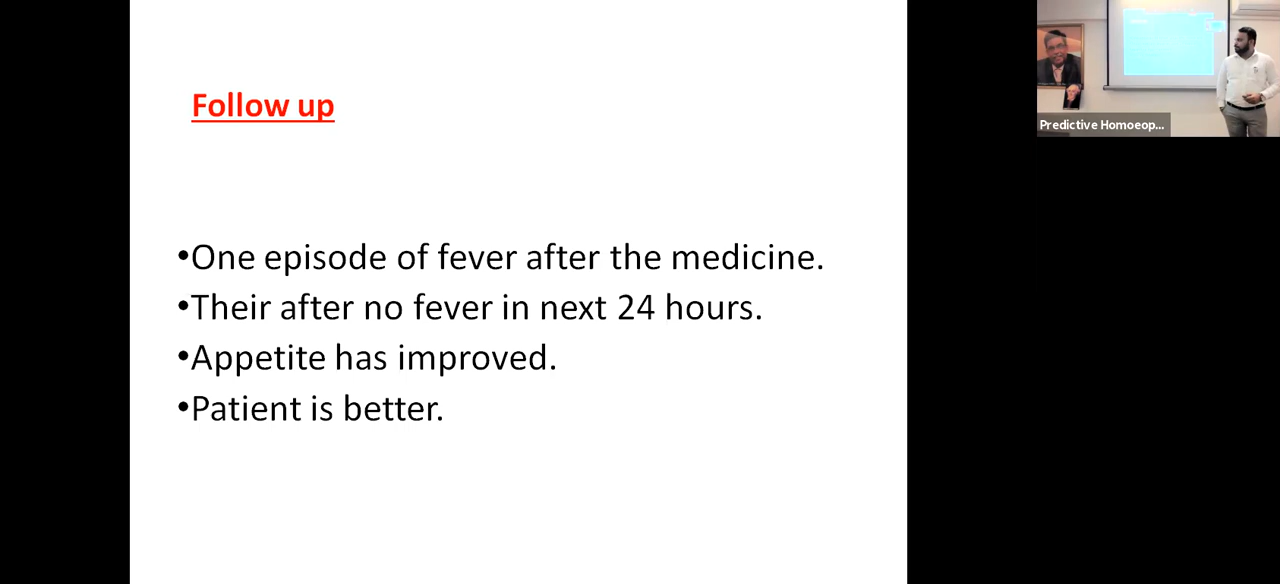 Follow up
•One episode of fever after the medicine.
•Their after no fever in next 24 hours.
•Appetite has improved.
•Patient is better.
Predictive Homoeop...